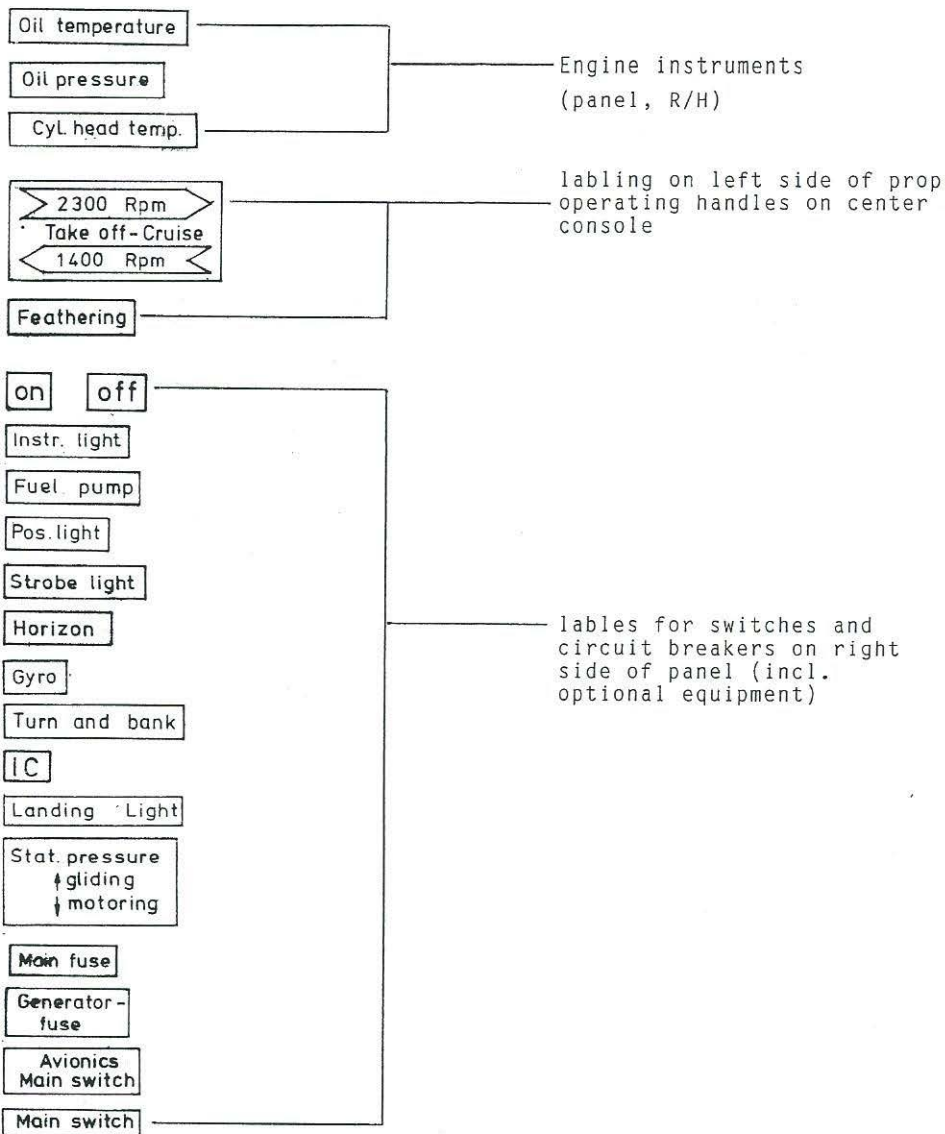 Oil temperature
Oil pressure
Cyl. head temp.
Engine instruments
(panel, R/H)
2300 Rpm
Take off-Cruise
1400 Rpm
Feathering
labling on left side of prop
operating handles on center
console
on off
Instr. light
Fuel pump
Pos. light
Strobe light
Horizon
Gyro
Turn and bank
IC
Landing Light
Stat. pressure
↑ gliding
↓ motoring
Main fuse
Generator-
fuse
Avionics
Main switch
Main switch
lables for switches and
circuit breakers on right
side of panel (incl.
optional equipment)